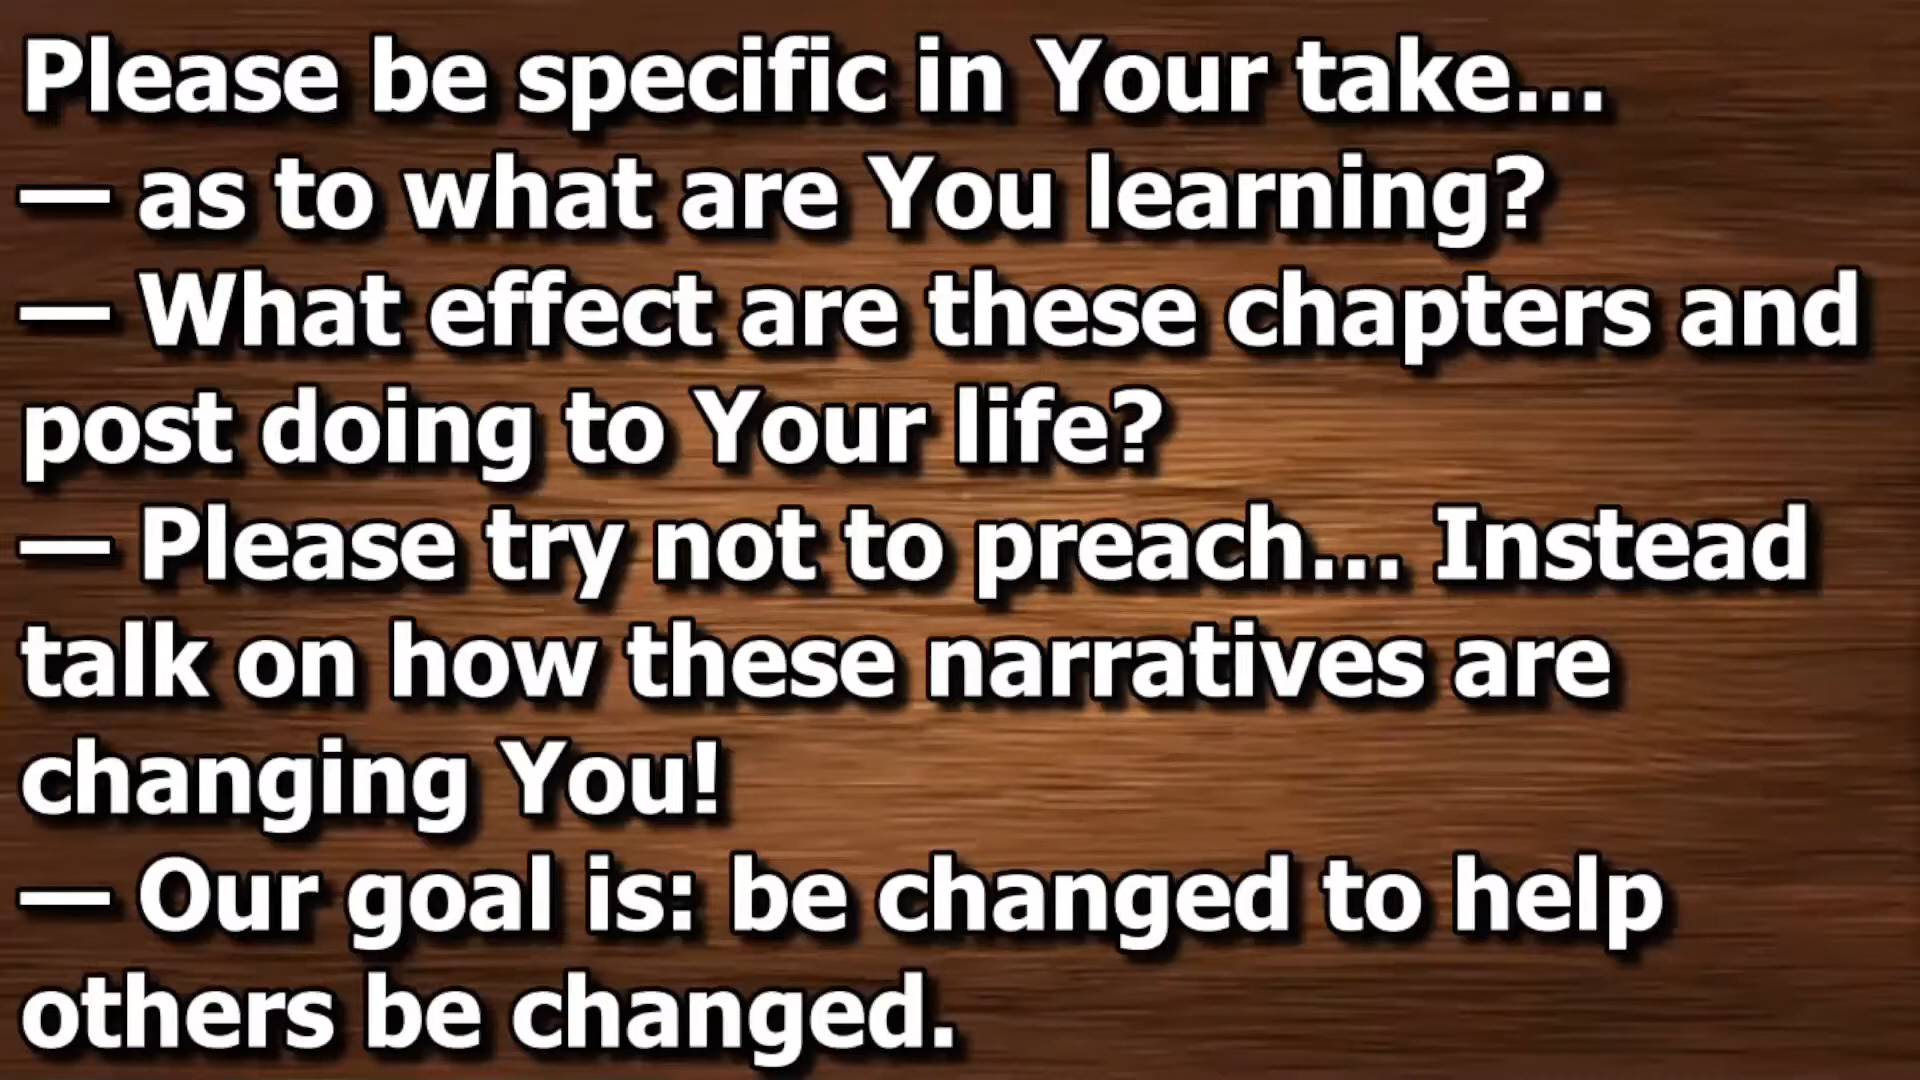 Please be specific in Your take...
— as to what are You learning?
— What effect are these chapters and
post doing to Your life?
— Please try not to preach... Instead
talk on how these narratives are
changing You!
— Our goal is: be changed to help
others be changed.